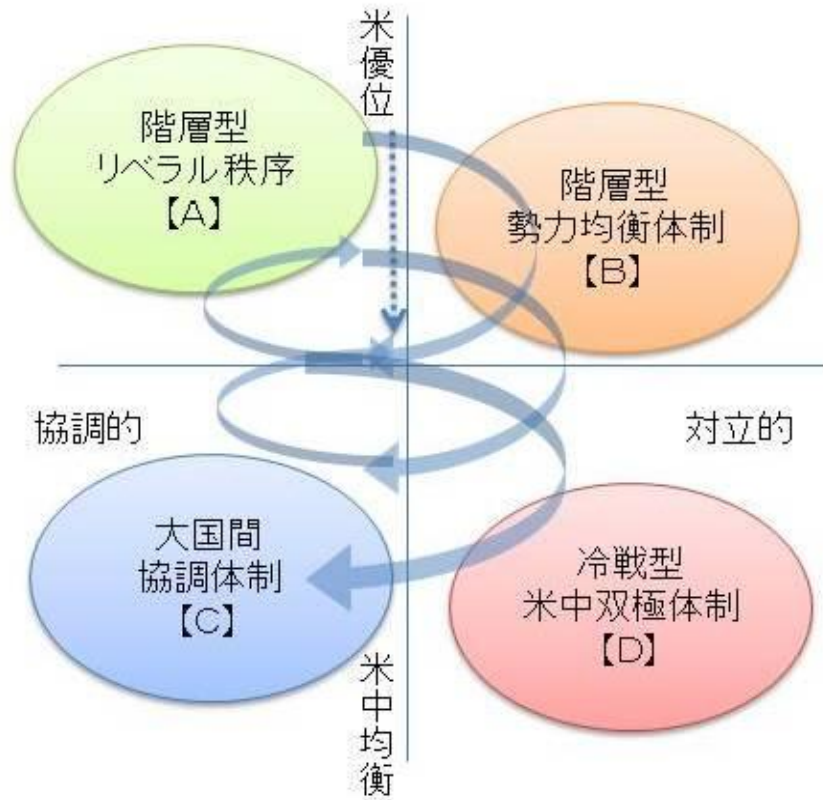 米優位
階層型
リベラル秩序
【A】
階層型
勢力均衡体制
【B】
協調的
対立的
大国間
協調体制
【C】
冷戦型
米中双極体制
【D】
米中均衡